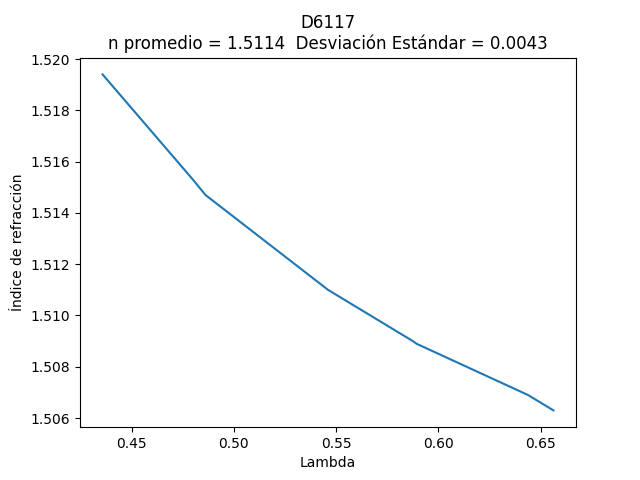 D6117
n promedio = 1.5114  Desviación Estándar = 0.0043
1.520
1.518
1.516
1.514
1.512
1.510
1.508
1.506
Índice de refracción
0.45 0.50 0.55 0.60 0.65
Lambda